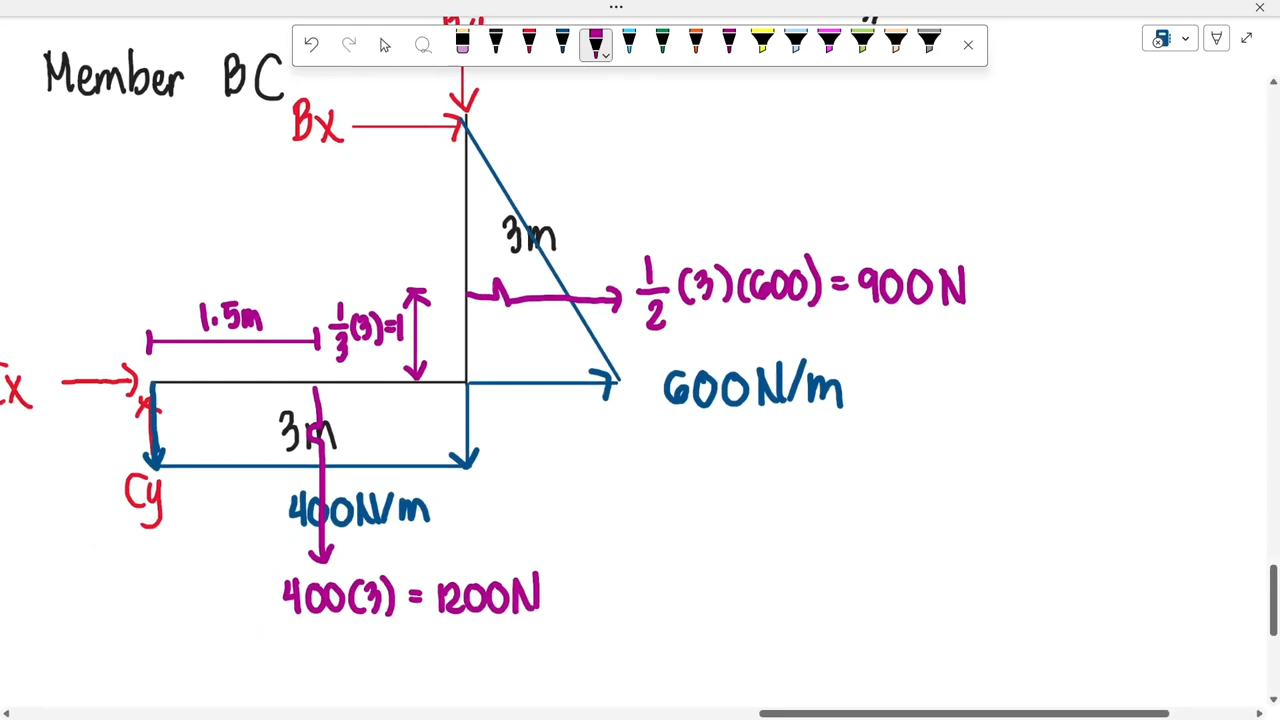 Member BC
Bx
3m
1/2 (3)(600) = 900N
1.5m
1/3 (3)=1
x
600N/m
3m
Cy
400N/m
400(3) = 1200N